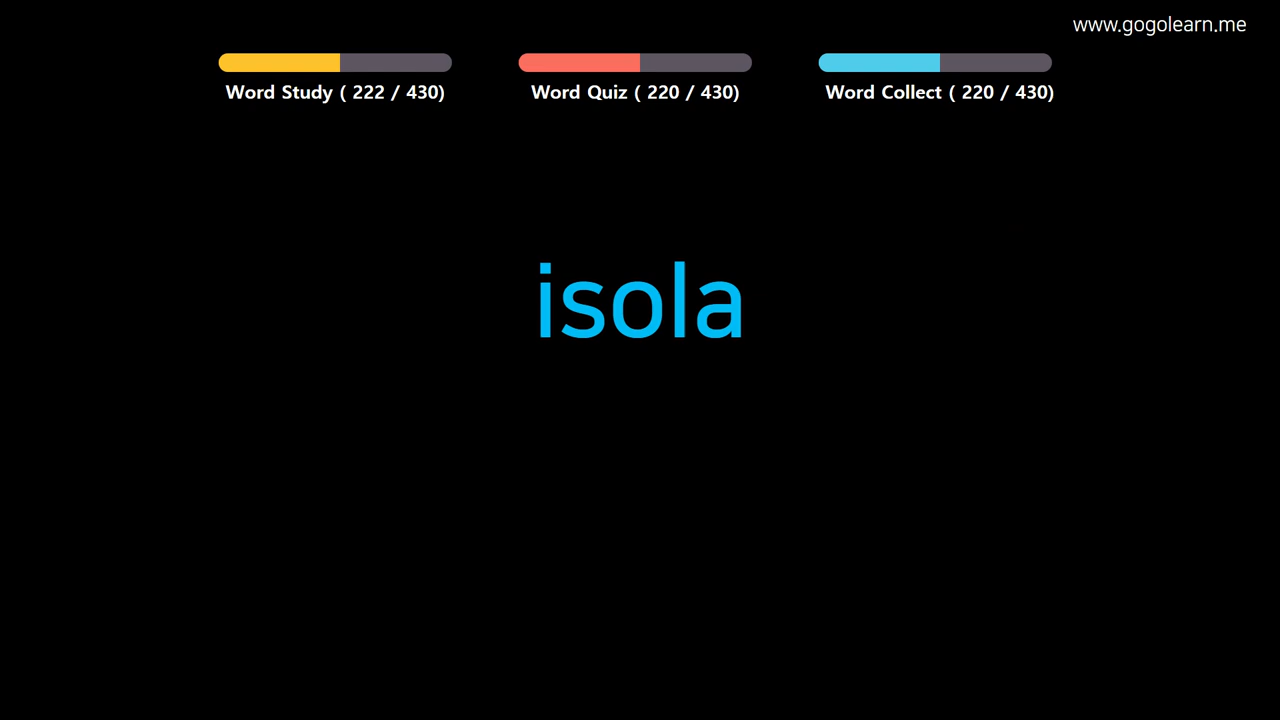 www.gogolearn.me
Word Study ( 222 / 430)
Word Quiz ( 220 / 430)
Word Collect ( 220 / 430)
isola